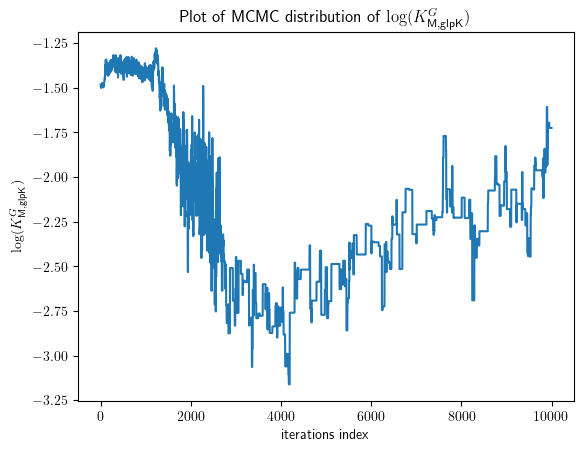 Plot of MCMC distribution of log(K^G_M,glpK)
−1.25
−1.50
−1.75
−2.00
−2.25
−2.50
−2.75
−3.00
−3.25
log(K^G_M,glpK)
0 2000 4000 6000 8000 10000
iterations index